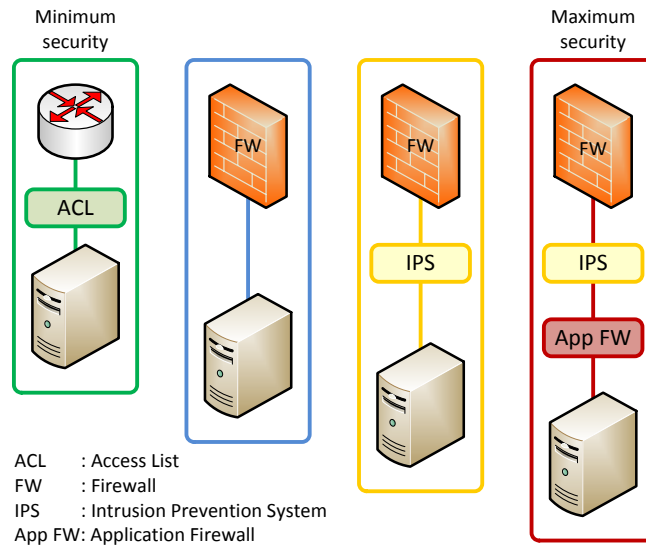 Minimum
security
Maximum
security
FW
FW
FW
ACL
IPS
IPS
App FW
ACL : Access List
FW : Firewall
IPS : Intrusion Prevention System
App FW: Application Firewall